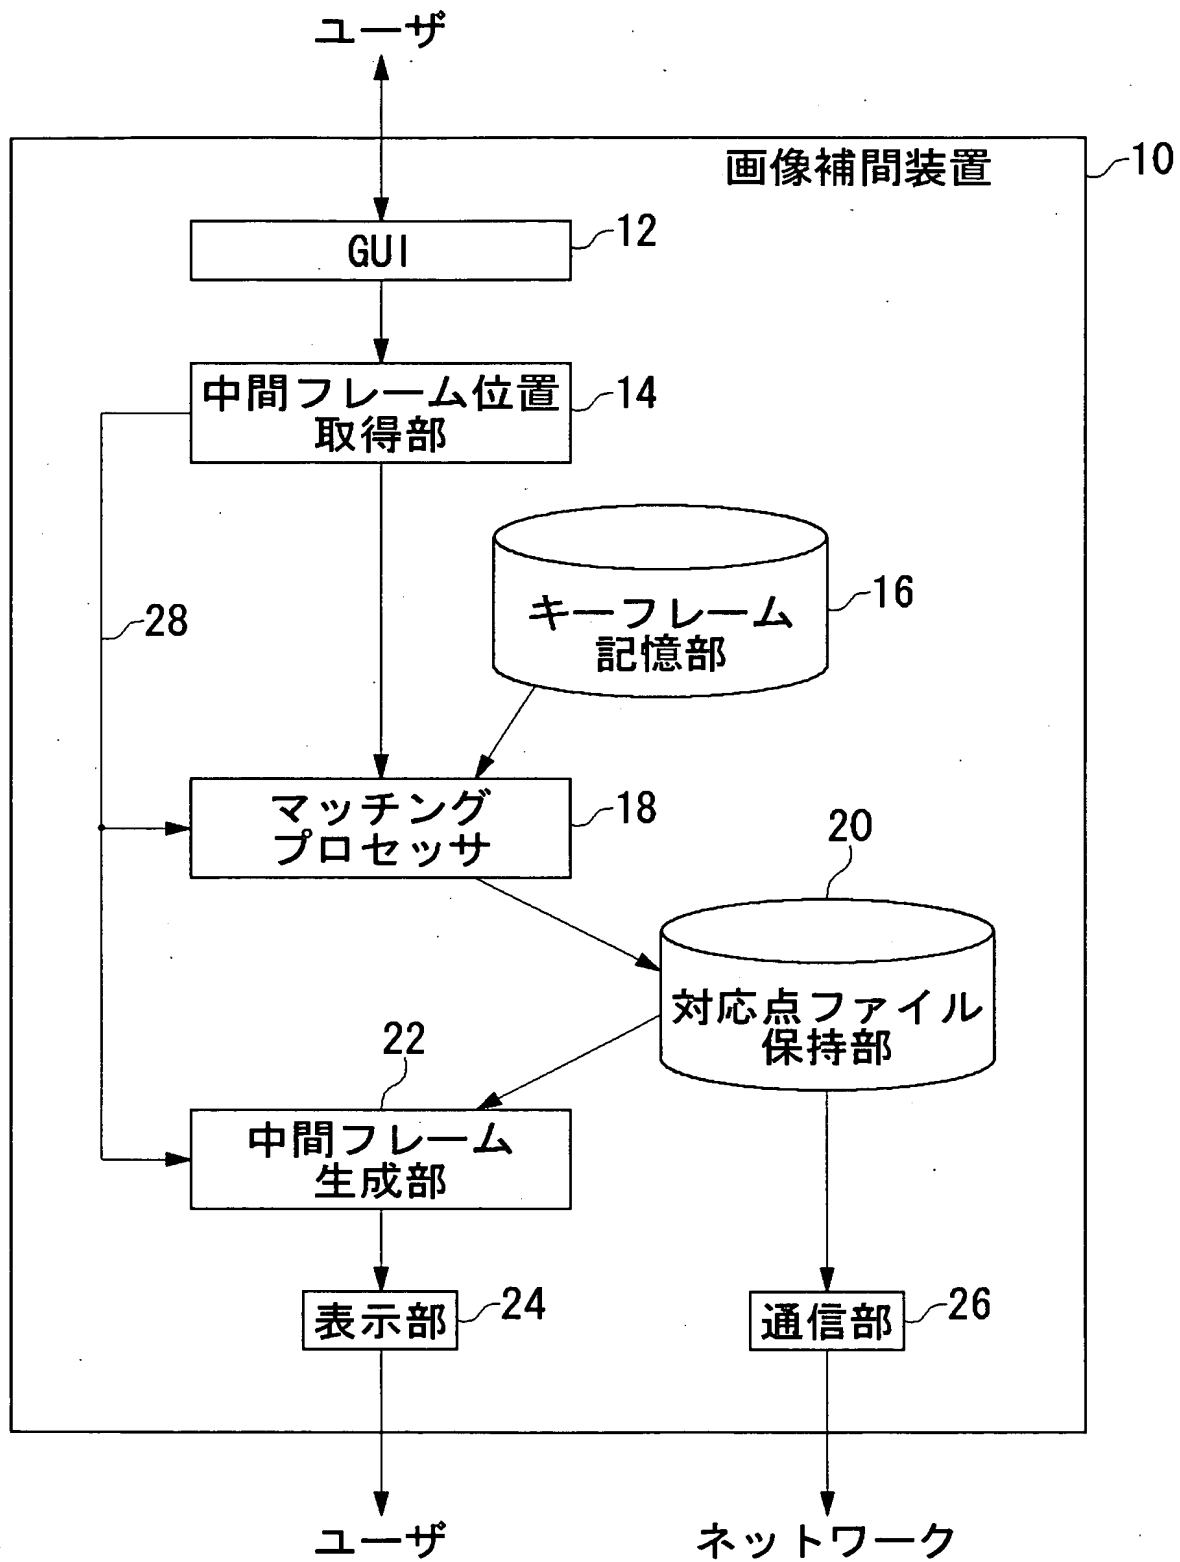 ユーザ
画像補間装置
10
GUI
12
中間フレーム位置
取得部
14
キーフレーム
記憶部
16
28
マッチング
プロセッサ
18
20
対応点ファイル
保持部
22
中間フレーム
生成部
表示部
24
通信部
26
ユーザ
ネットワーク